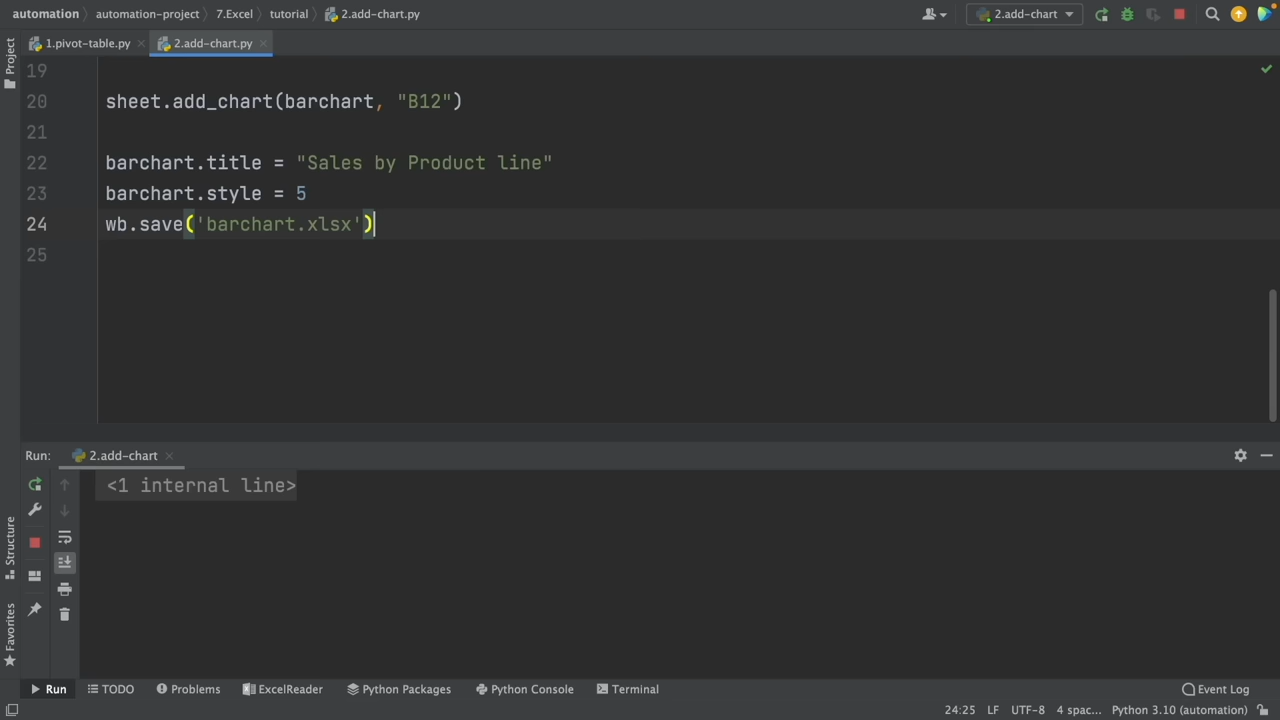 automation automation-project 7.Excel tutorial 2.add-chart.py 2.add-chart
Project
1.pivot-table.py 2.add-chart.py
19
20 sheet.add_chart(barchart, "B12")
21
22 barchart.title = "Sales by Product line"
23 barchart.style = 5
24 wb.save('barchart.xlsx')
25
Run: 2.add-chart
<1 internal line>
Structure
Favorites
Run TODO Problems ExcelReader Python Packages Python Console Terminal Event Log
24:25 LF UTF-8 4 spac... Python 3.10 (automation)